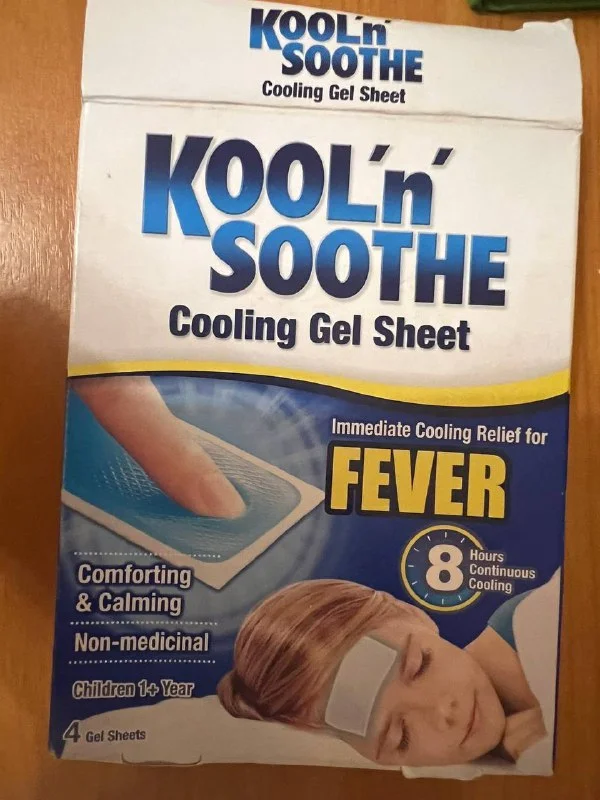 KOOL'n'
SOOTHE
Cooling Gel Sheet
KOOL'n'
SOOTHE
Cooling Gel Sheet
Immediate Cooling Relief for
FEVER
8 Hours
Continuous
Cooling
Comforting
& Calming
Non-medicinal
Children 1+ Year
4 Gel Sheets